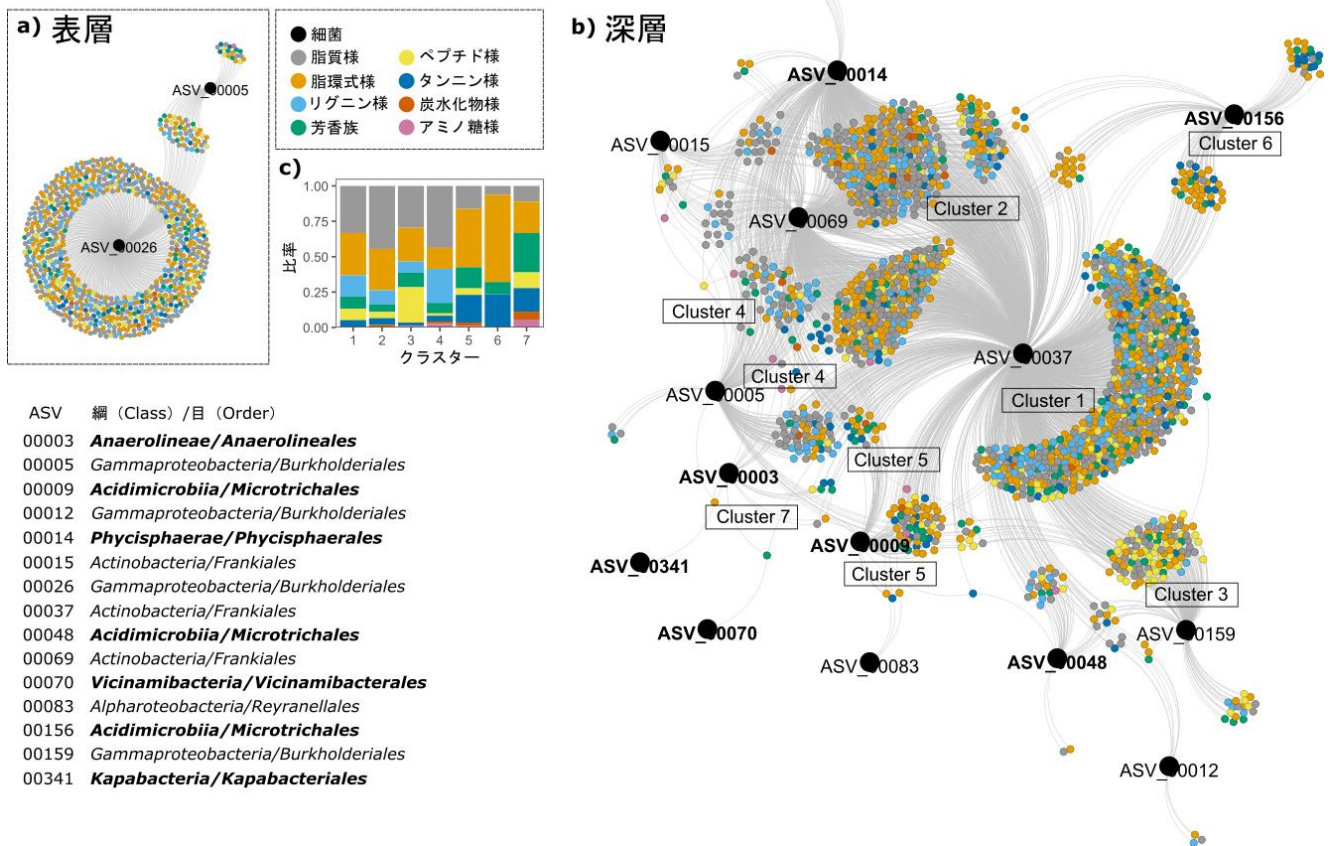 a) 表層
ASV_00005
ASV_00026
細菌
脂質様
脂環式様
リグニン様
芳香族
ペプチド様
タンニン様
炭水化物様
アミノ糖様
c)
1.00
0.75
0.50
0.25
0.00
比率
1 2 3 4 5 6 7
クラスター
ASV 綱（Class）/目（Order）
00003 Anaerolineae/Anaerolineales
00005 Gammaproteobacteria/Burkholderiales
00009 Acidimicrobiia/Microtrichales
00012 Gammaproteobacteria/Burkholderiales
00014 Phycisphaerae/Phycisphaerales
00015 Actinobacteria/Frankiales
00026 Gammaproteobacteria/Burkholderiales
00037 Actinobacteria/Frankiales
00048 Acidimicrobiia/Microtrichales
00069 Actinobacteria/Frankiales
00070 Vicinamibacteria/Vicinamibacterales
00083 Alpharoteobacteria/Reyranellales
00156 Acidimicrobiia/Microtrichales
00159 Gammaproteobacteria/Burkholderiales
00341 Kapabacteria/Kapabacteriales
b) 深層
ASV_00014
ASV_00156
Cluster 6
ASV_00015
Cluster 2
ASV_00069
Cluster 4
ASV_00037
Cluster 4
ASV_00005
Cluster 1
Cluster 5
ASV_00003
Cluster 7
ASV_00009
ASV_00341
Cluster 5
Cluster 3
ASV_00070
ASV_00159
ASV_00083
ASV_00048
ASV_00012